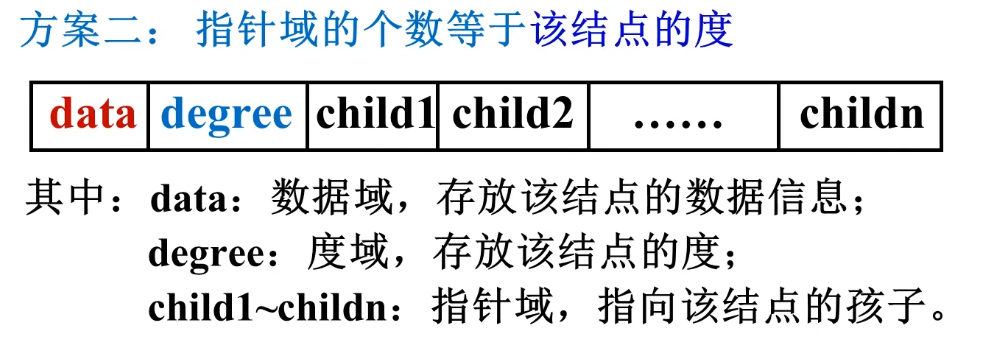 方案二： 指针域的个数等于该结点的度
data degree child1 child2 …… childn
其中：data：数据域，存放该结点的数据信息；
degree：度域，存放该结点的度；
child1~childn：指针域，指向该结点的孩子。